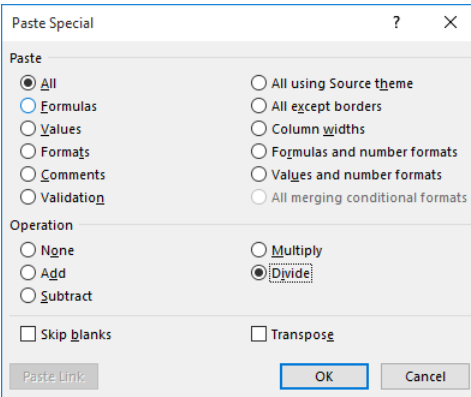 Paste Special ?
Paste
All
All using Source theme
Formulas
All except borders
Values
Column widths
Formats
Formulas and number formats
Comments
Values and number formats
Validation
All merging conditional formats
Operation
None
Multiply
Add
Divide
Subtract
Skip blanks
Transpose
Paste Link
OK
Cancel